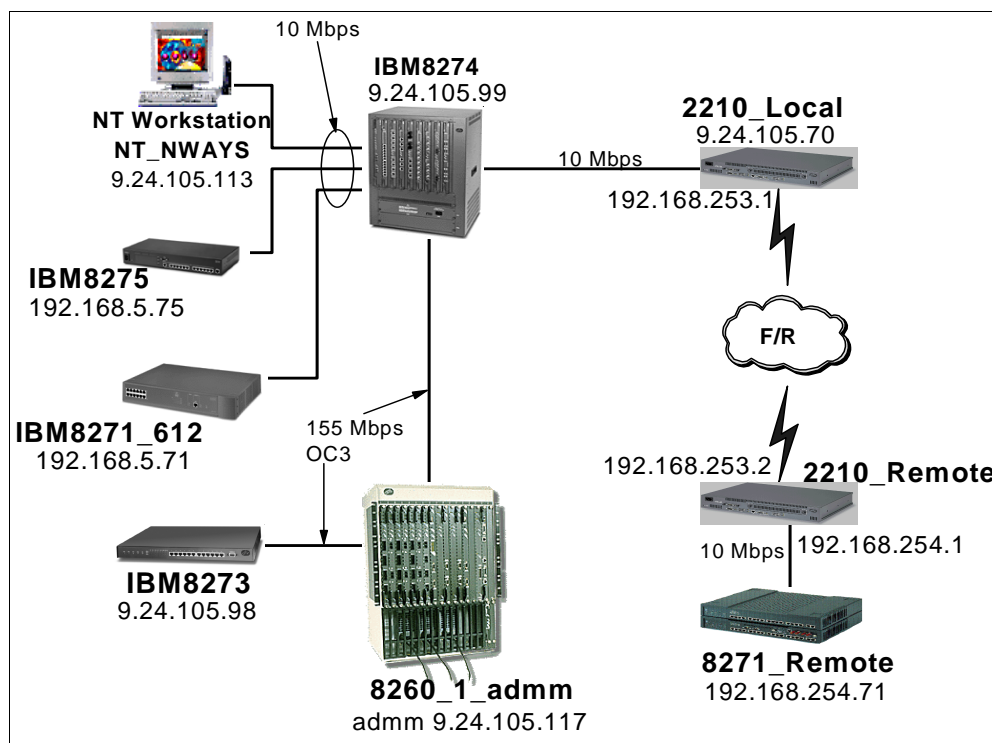 10 Mbps
NT Workstation
NT_NWAYS
9.24.105.113
IBM8274
9.24.105.99
2210_Local
9.24.105.70
10 Mbps
192.168.253.1
IBM8275
192.168.5.75
F/R
IBM8271_612
192.168.5.71
155 Mbps
OC3
192.168.253.2
2210_Remote
IBM8273
9.24.105.98
10 Mbps
192.168.254.1
8260_1_admm
admm 9.24.105.117
8271_Remote
192.168.254.71